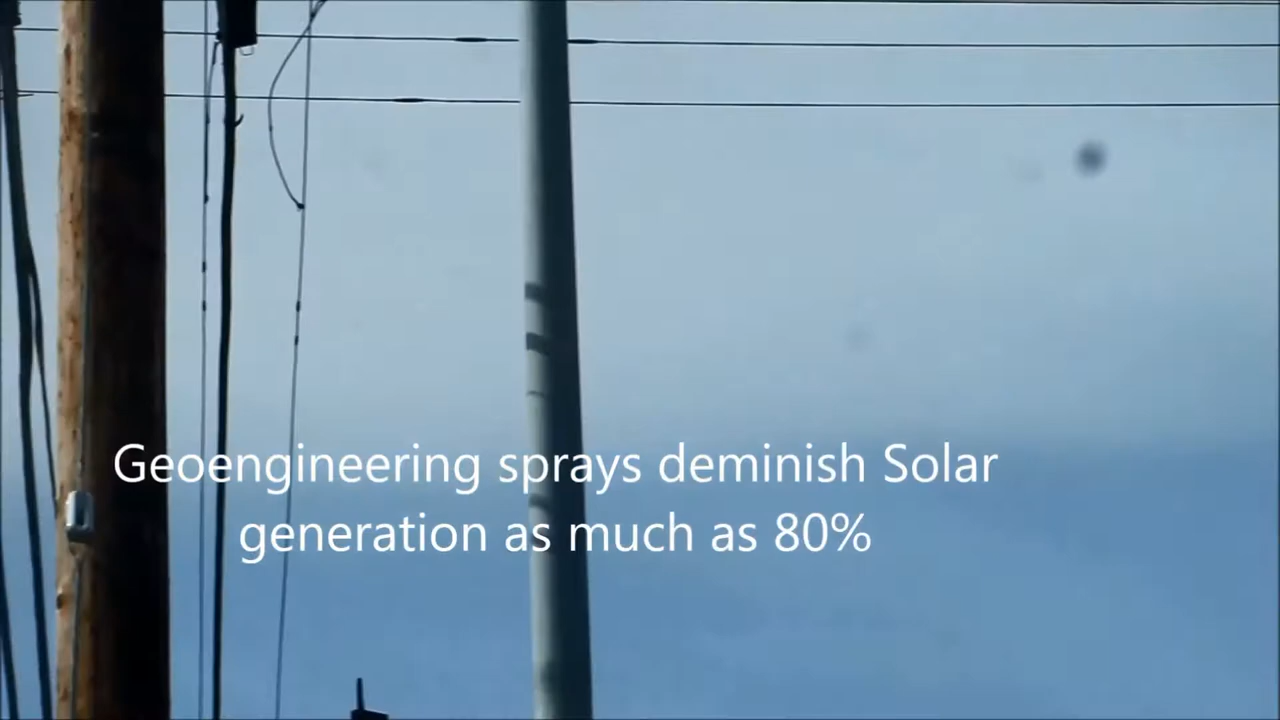 Geoengineering sprays deminish Solar
generation as much as 80%